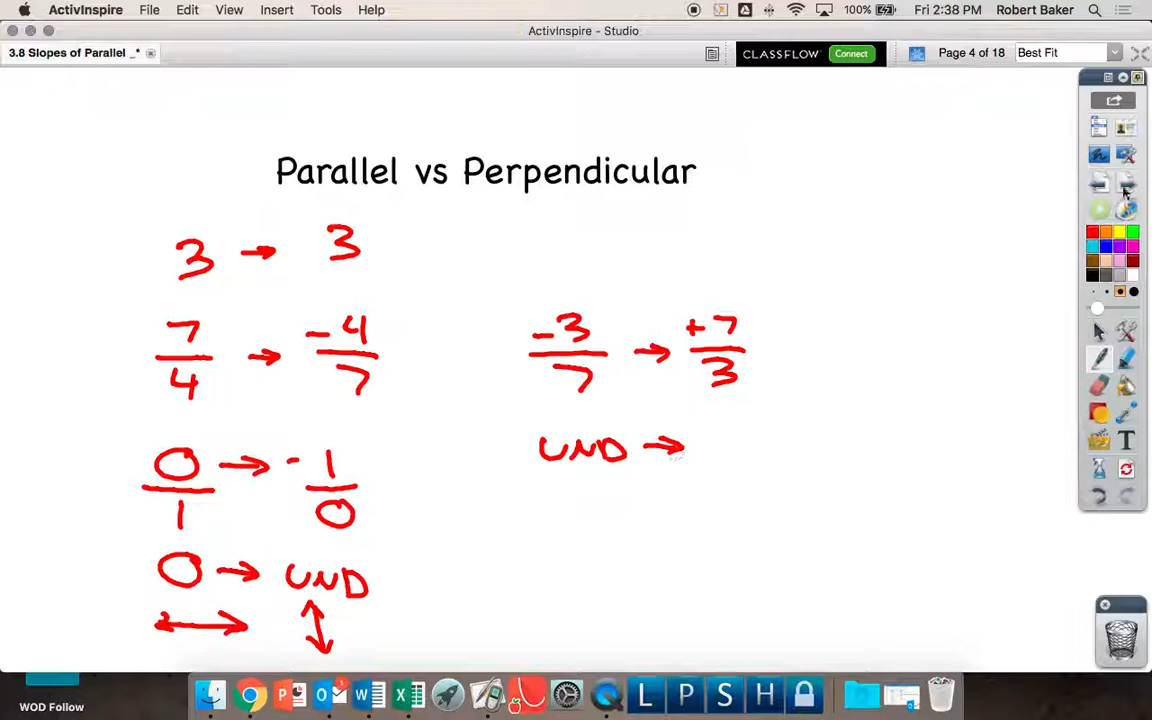 ActivInspire File Edit View Insert Tools Help 100% Fri 2:38 PM Robert Baker
ActivInspire - Studio
3.8 Slopes of Parallel _* CLASSFLOW Connect Page 4 of 18 Best Fit
Parallel vs Perpendicular
3 → 3
7/4 → -4/7
-3/7 → +7/3
0/1 → -1/0
UND →
0 → UND
T
1
L P S H
WOD Follow